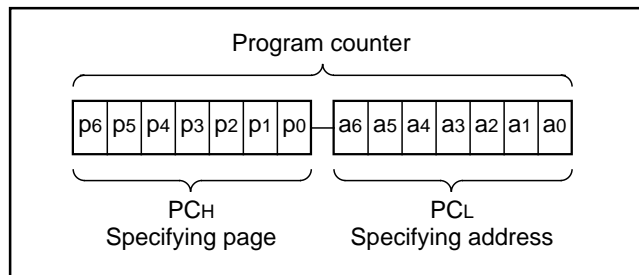 Program counter
p6 p5 p4 p3 p2 p1 p0 a6 a5 a4 a3 a2 a1 a0
PCH PCL
Specifying page Specifying address